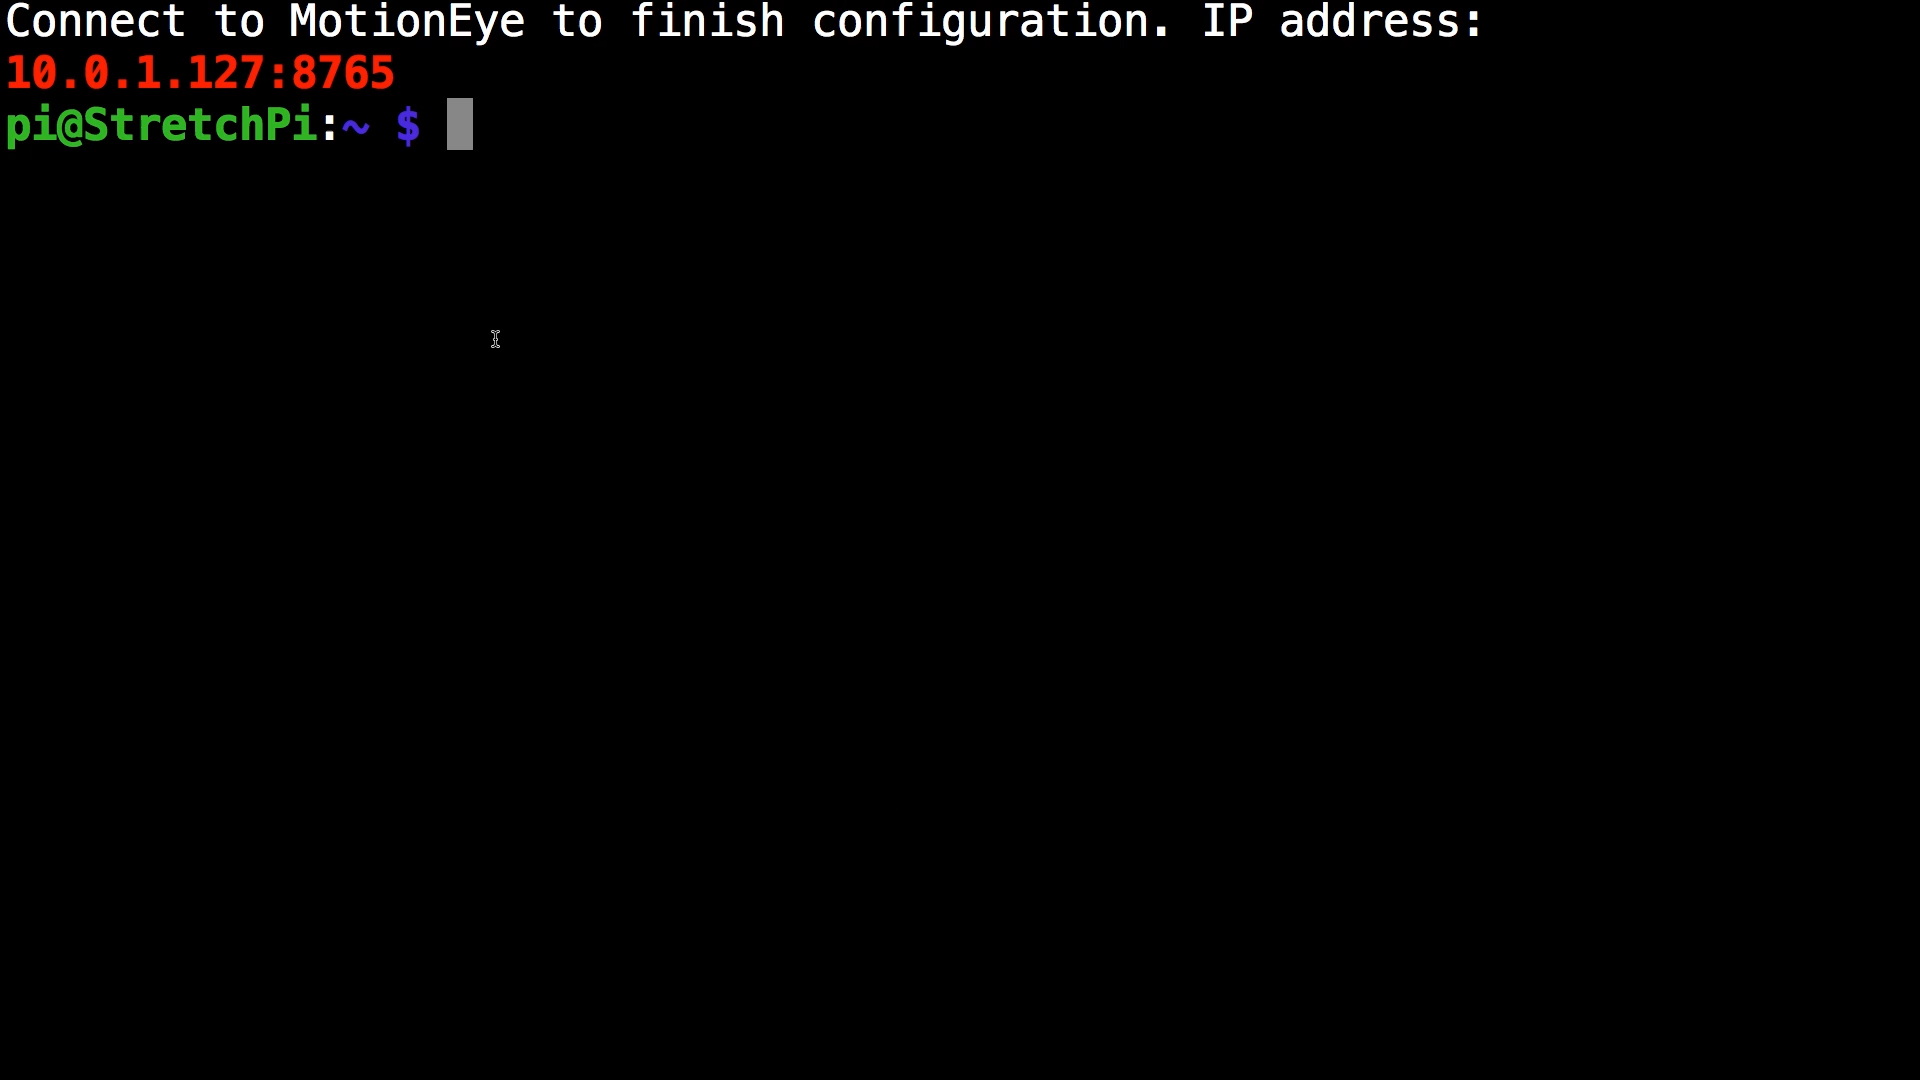 Connect to MotionEye to finish configuration. IP address:
10.0.1.127:8765
pi@StretchPi:~ $